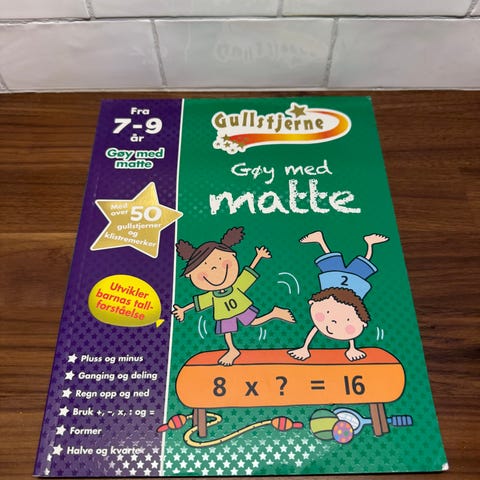 Fra
7-9
år
Gøy med
matte
Med
over 50
gullstjerner
og
klistremerker
Utvikler
barnas tall-
forståelse
Pluss og minus
Ganging og deling
Regn opp og ned
Bruk +, -, x, : og =
Former
Halve og kvarte
Gullstjerne
Gøy med
matte
10
2
8 x ? = 16